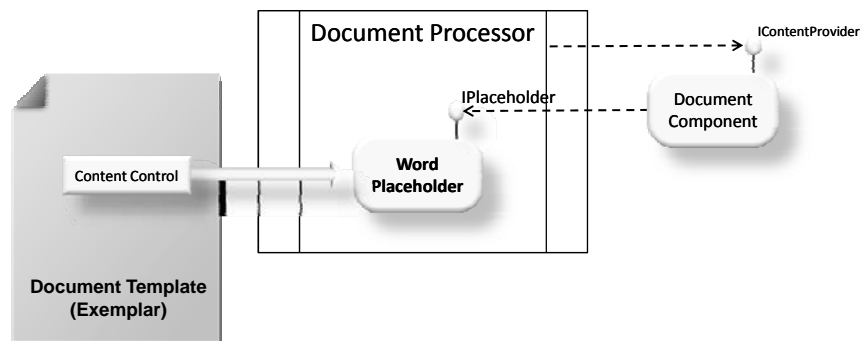 Document Processor
IContentProvider
IPlaceholder
Document
Component
Content Control
Word
Placeholder
Document Template
(Exemplar)